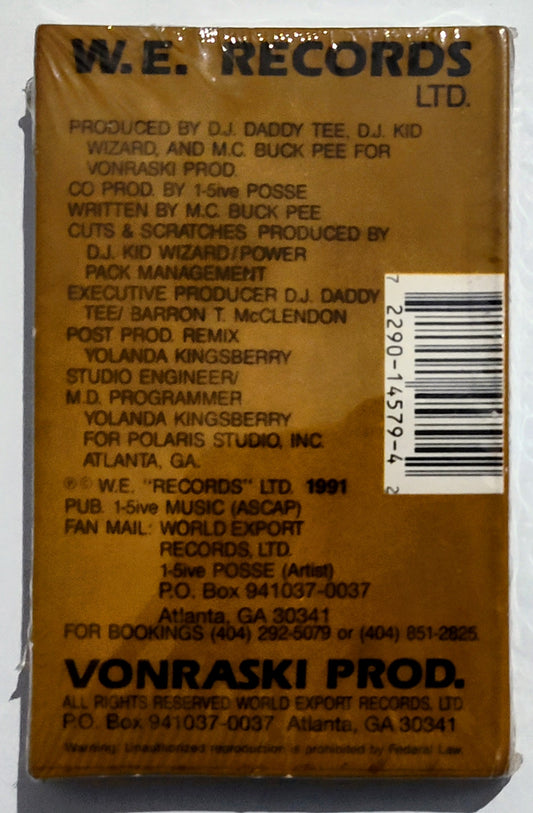 W.E. RECORDS
LTD.
PRODUCED BY D.J. DADDY TEE, D.J. KID
WIZARD, AND M.C. BUCK PEE FOR
VONRASKI PROD.
CO PROD. BY 1-5ive POSSE
WRITTEN BY M.C. BUCK PEE
CUTS & SCRATCHES PRODUCED BY
D.J. KID WIZARD/POWER
PACK MANAGEMENT
EXECUTIVE PRODUCER D.J. DADDY
TEE/ BARRON T. McCLENDON
POST PROD. REMIX
YOLANDA KINGSBERRY
STUDIO ENGINEER/
M.D. PROGRAMMER
YOLANDA KINGSBERRY
FOR POLARIS STUDIO, INC.
ATLANTA, GA.
℗© W.E. "RECORDS" LTD. 1991
PUB. 1-5ive MUSIC (ASCAP)
FAN MAIL: WORLD EXPORT
RECORDS, LTD.
1-5ive POSSE (Artist)
P.O. Box 941037-0037
Atlanta, GA 30341
FOR BOOKINGS (404) 292-5079 or (404) 851-2825.
VONRASKI PROD.
ALL RIGHTS RESERVED WORLD EXPORT RECORDS, LTD
P.O. Box 941037-0037 Atlanta, GA 30341
Warning: Unauthorized reproduction is prohibited by Federal Law.
7 2290-14579-4 2